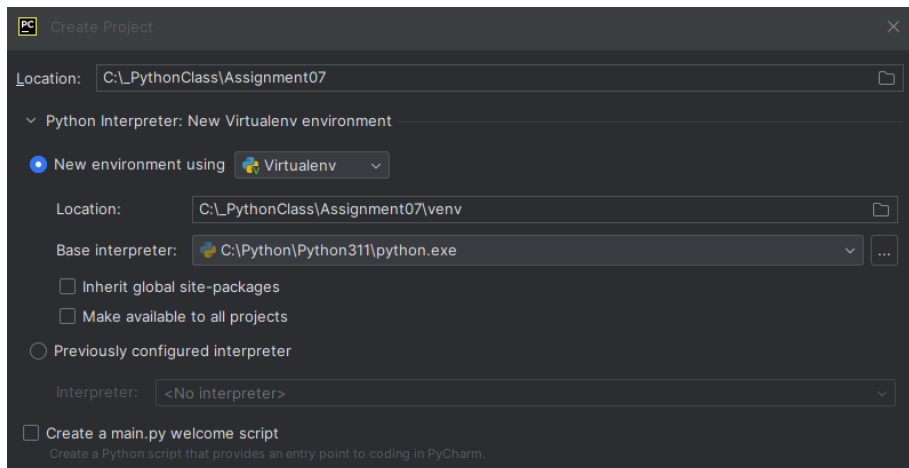 PC Create Project
Location: C:\_PythonClass\Assignment07
Python Interpreter: New Virtualenv environment
New environment using Virtualenv
Location: C:\_PythonClass\Assignment07\venv
Base interpreter: C:\Python\Python311\python.exe ...
Inherit global site-packages
Make available to all projects
Previously configured interpreter
Interpreter: <No interpreter>
Create a main.py welcome script
Create a Python script that provides an entry point to coding in PyCharm.